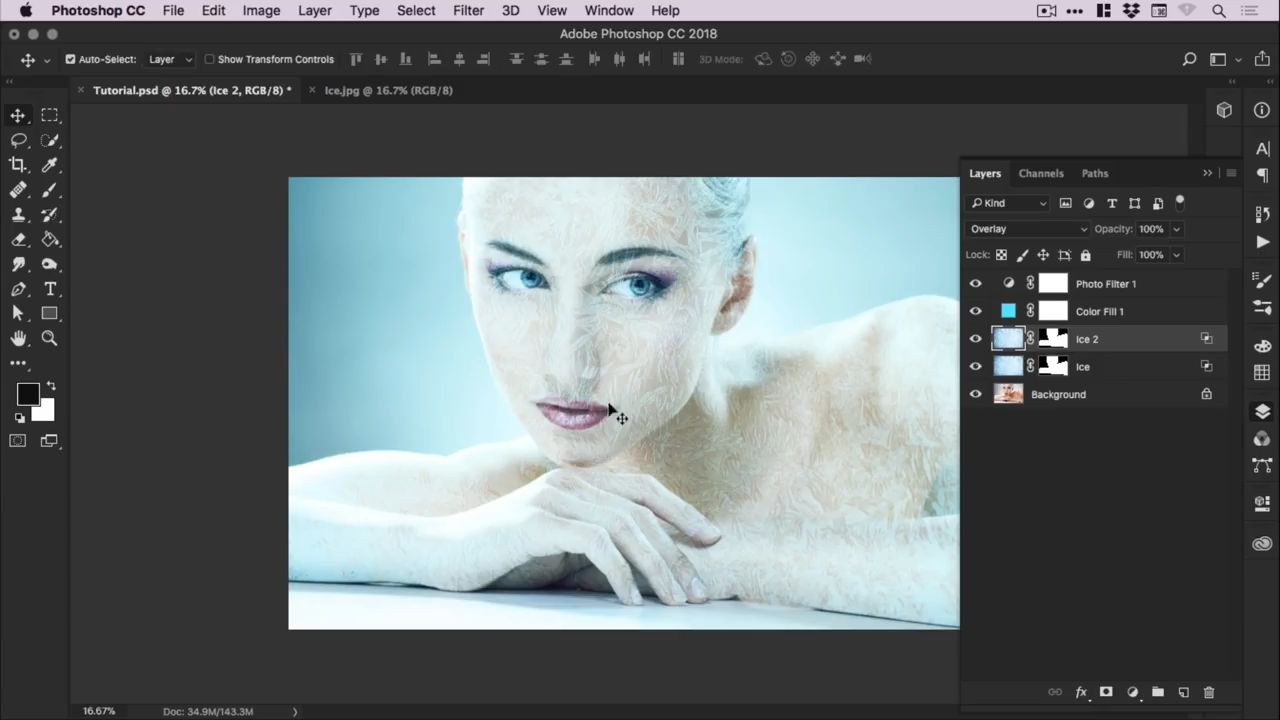 Photoshop CC File Edit Image Layer Type Select Filter 3D View Window Help
Adobe Photoshop CC 2018
Auto-Select: Layer Show Transform Controls 3D Mode:
Tutorial.psd @ 16.7% (Ice 2, RGB/8) * Ice.jpg @ 16.7% (RGB/8)
Layers Channels Paths
Kind
Overlay Opacity: 100%
Lock: Fill: 100%
Photo Filter 1
Color Fill 1
Ice 2
Ice
Background
16.67% Doc: 34.9M/143.3M